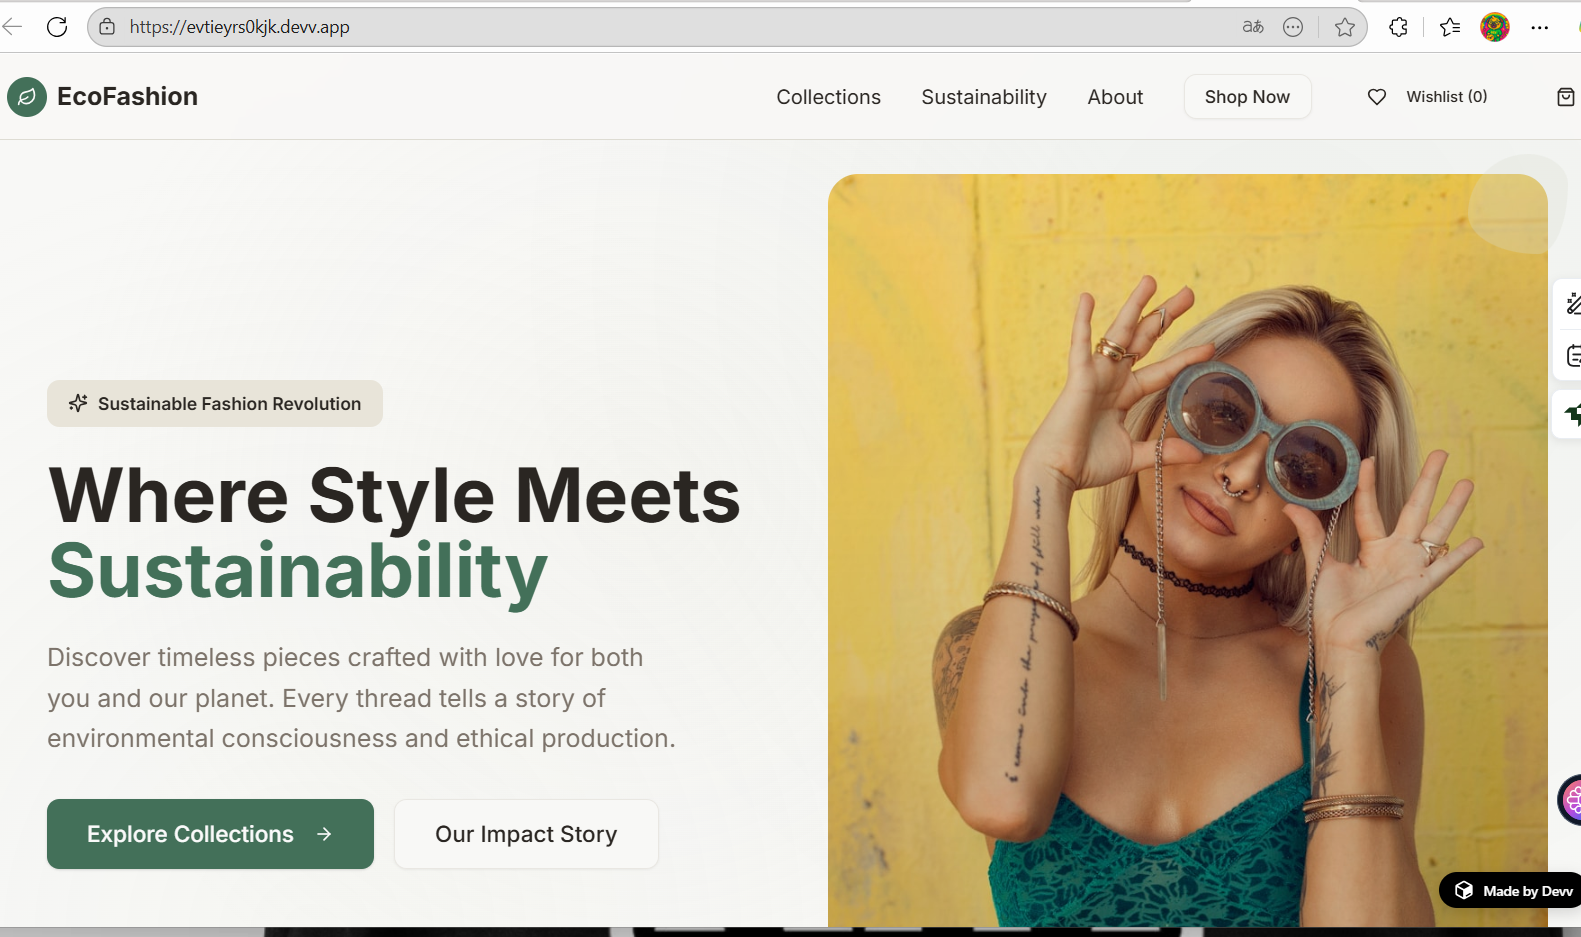 https://evtieyrs0kjk.devv.app
EcoFashion
Collections
Sustainability
About
Shop Now
Wishlist (0)
Sustainable Fashion Revolution
Where Style Meets
Sustainability
Discover timeless pieces crafted with love for both
you and our planet. Every thread tells a story of
environmental consciousness and ethical production.
Explore Collections →
Our Impact Story
Made by Devv